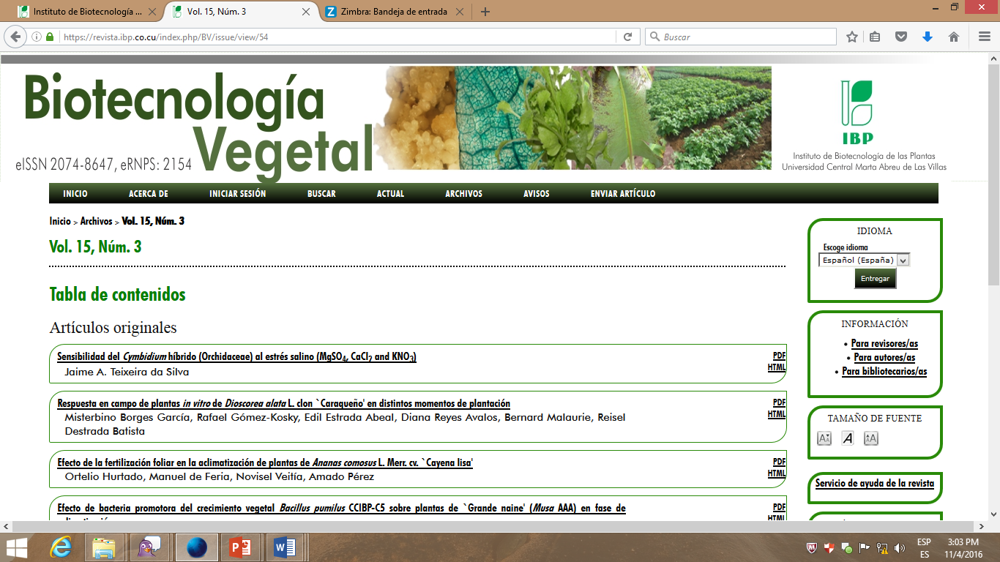 Instituto de Biotecnología ...
Vol. 15, Núm. 3
Zimbra: Bandeja de entrada
https://revista.ibp.co.cu/index.php/BV/issue/view/54
Buscar
Biotecnología
Vegetal
eISSN 2074-8647, eRNPS: 2154
IBP
Instituto de Biotecnología de las Plantas
Universidad Central Marta Abreu de Las Villas
INICIO ACERCA DE INICIAR SESIÓN BUSCAR ACTUAL ARCHIVOS AVISOS ENVIAR ARTÍCULO
Inicio > Archivos > Vol. 15, Núm. 3
Vol. 15, Núm. 3
Tabla de contenidos
Artículos originales
Sensibilidad del Cymbidium híbrido (Orchidaceae) al estrés salino (MgSO4, CaCl2 and KNO3)
PDF
Jaime A. Teixeira da Silva
HTML
Respuesta en campo de plantas in vitro de Dioscorea alata L. clon `Caraqueño' en distintos momentos de plantación
PDF
Misterbino Borges García, Rafael Gómez-Kosky, Edil Estrada Abeal, Diana Reyes Avalos, Bernard Malaurie, Reisel
HTML
Destrada Batista
Efecto de la fertilización foliar en la aclimatización de plantas de Ananas comosus L. Merr. cv. `Cayena lisa'
PDF
Ortelio Hurtado, Manuel de Feria, Novisel Veitía, Amado Pérez
HTML
Efecto de bacteria promotora del crecimiento vegetal Bacillus pumilus CCIBP-C5 sobre plantas de `Grande naine' (Musa AAA) en fase de
PDF
HTML
IDIOMA
Escoge idioma
Español (España)
Entregar
INFORMACIÓN
Para revisores/as
Para autores/as
Para bibliotecarios/as
TAMAÑO DE FUENTE
Servicio de ayuda de la revista
ESP
ES
3:03 PM
11/4/2016